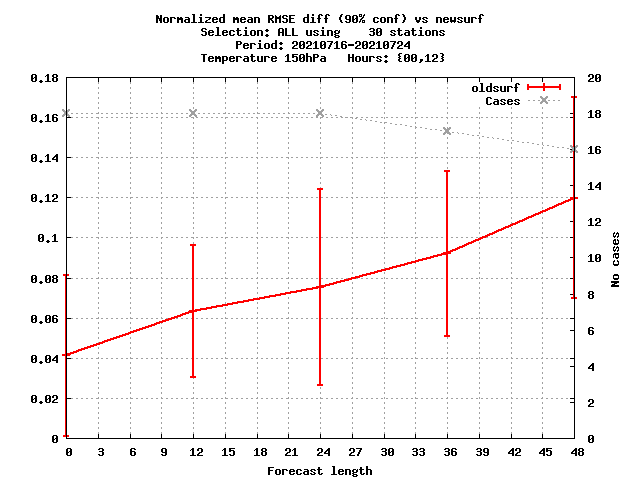 Normalized mean RMSE diff (90% conf) vs newsurf
Selection: ALL using    30 stations
Period: 20210716-20210724
Temperature 150hPa   Hours: {00,12}
oldsurf
Cases
0.18
0.16
0.14
0.12
0.1
0.08
0.06
0.04
0.02
0
20
18
16
14
12
10
8
6
4
2
0
No cases
0 3 6 9 12 15 18 21 24 27 30 33 36 39 42 45 48
Forecast length